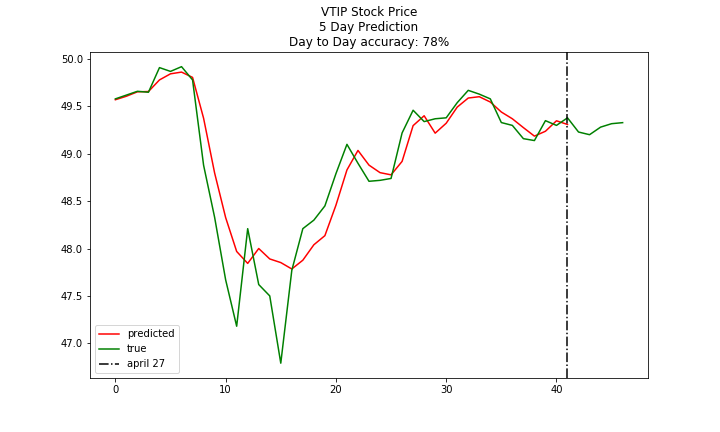 VTIP Stock Price
5 Day Prediction
Day to Day accuracy: 78%
50.0
49.5
49.0
48.5
48.0
47.5
47.0
predicted
true
april 27
0
10
20
30
40